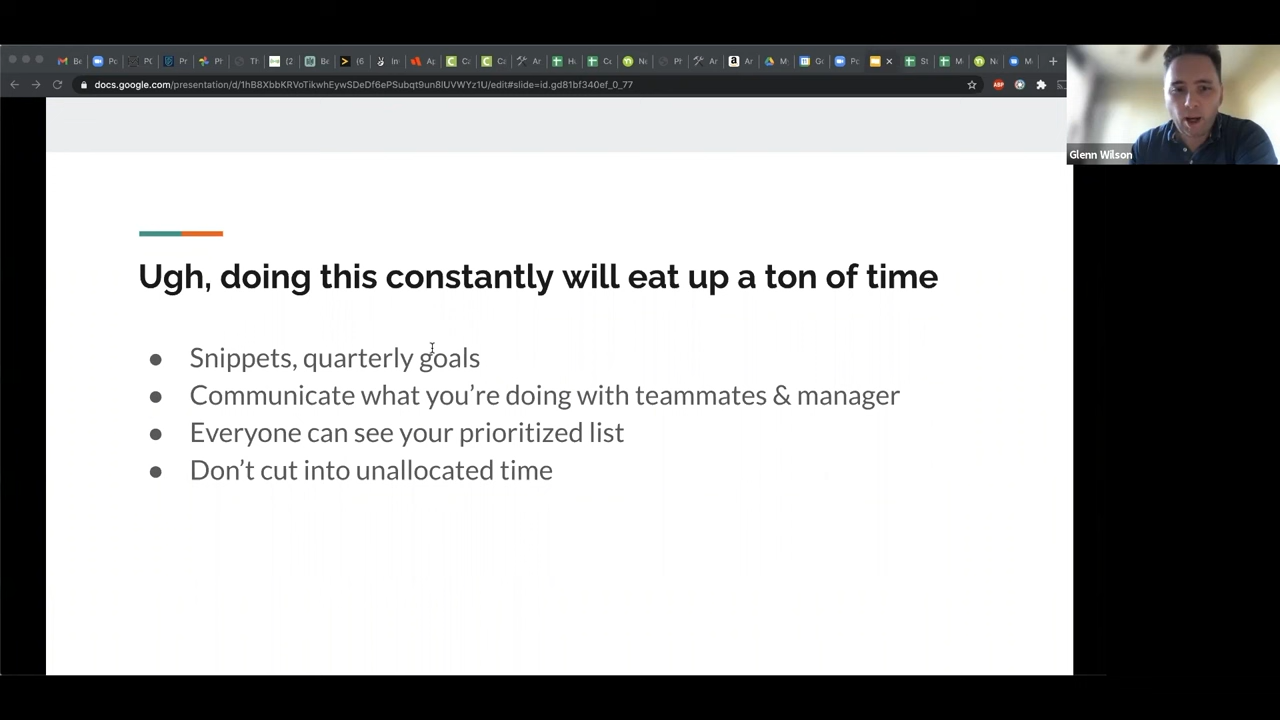 docs.google.com/presentation/d/1hB8XbbKRVoTikwhEywSDeDf6ePSubqt9un8lUVWYz1U/edit#slide=id.gd81bf340ef_0_77
Glenn Wilson
Ugh, doing this constantly will eat up a ton of time
● Snippets, quarterly goals
● Communicate what you’re doing with teammates & manager
● Everyone can see your prioritized list
● Don’t cut into unallocated time